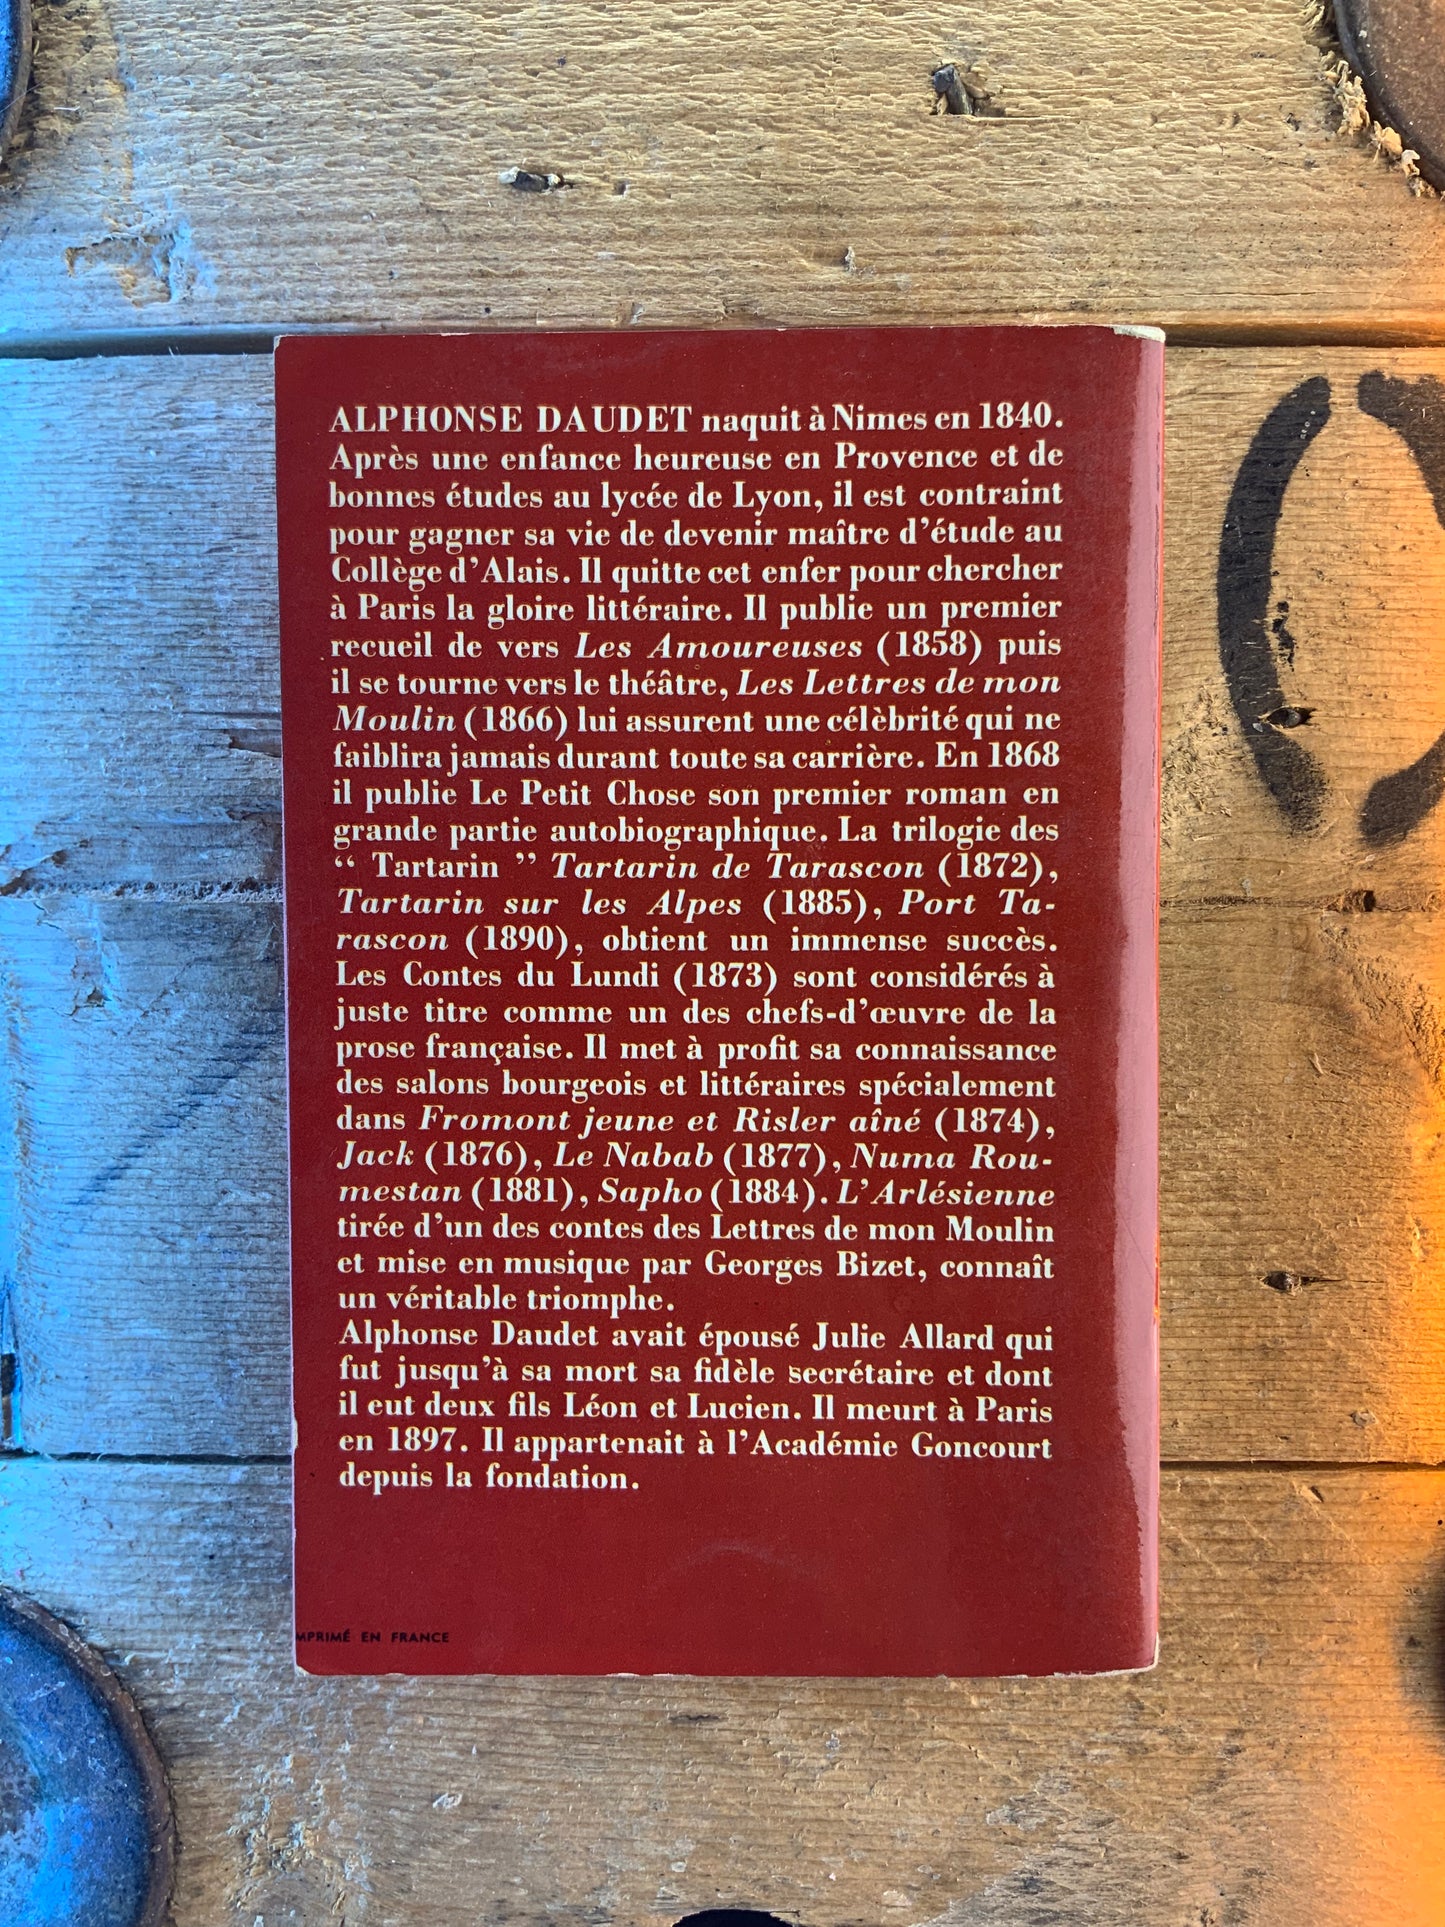 ALPHONSE DAUDET naquit à Nimes en 1840.
Après une enfance heureuse en Provence et de
bonnes études au lycée de Lyon, il est contraint
pour gagner sa vie de devenir maître d'étude au
Collège d'Alais. Il quitte cet enfer pour chercher
à Paris la gloire littéraire. Il publie un premier
recueil de vers Les Amoureuses (1858) puis
il se tourne vers le théâtre, Les Lettres de mon
Moulin (1866) lui assurent une célèbrité qui ne
faiblira jamais durant toute sa carrière. En 1868
il publie Le Petit Chose son premier roman en
grande partie autobiographique. La trilogie des
“ Tartarin ” Tartarin de Tarascon (1872),
Tartarin sur les Alpes (1885), Port Ta-
rascon (1890), obtient un immense succès.
Les Contes du Lundi (1873) sont considérés à
juste titre comme un des chefs-d'œuvre de la
prose française. Il met à profit sa connaissance
des salons bourgeois et littéraires spécialement
dans Fromont jeune et Risler aîné (1874),
Jack (1876), Le Nabab (1877), Numa Rou-
mestan (1881), Sapho (1884). L'Arlésienne
tirée d'un des contes des Lettres de mon Moulin
et mise en musique par Georges Bizet, connaît
un véritable triomphe.
Alphonse Daudet avait épousé Julie Allard qui
fut jusqu'à sa mort sa fidèle secrétaire et dont
il eut deux fils Léon et Lucien. Il meurt à Paris
en 1897. Il appartenait à l'Académie Goncourt
depuis la fondation.
MPRIMÉ EN FRANCE